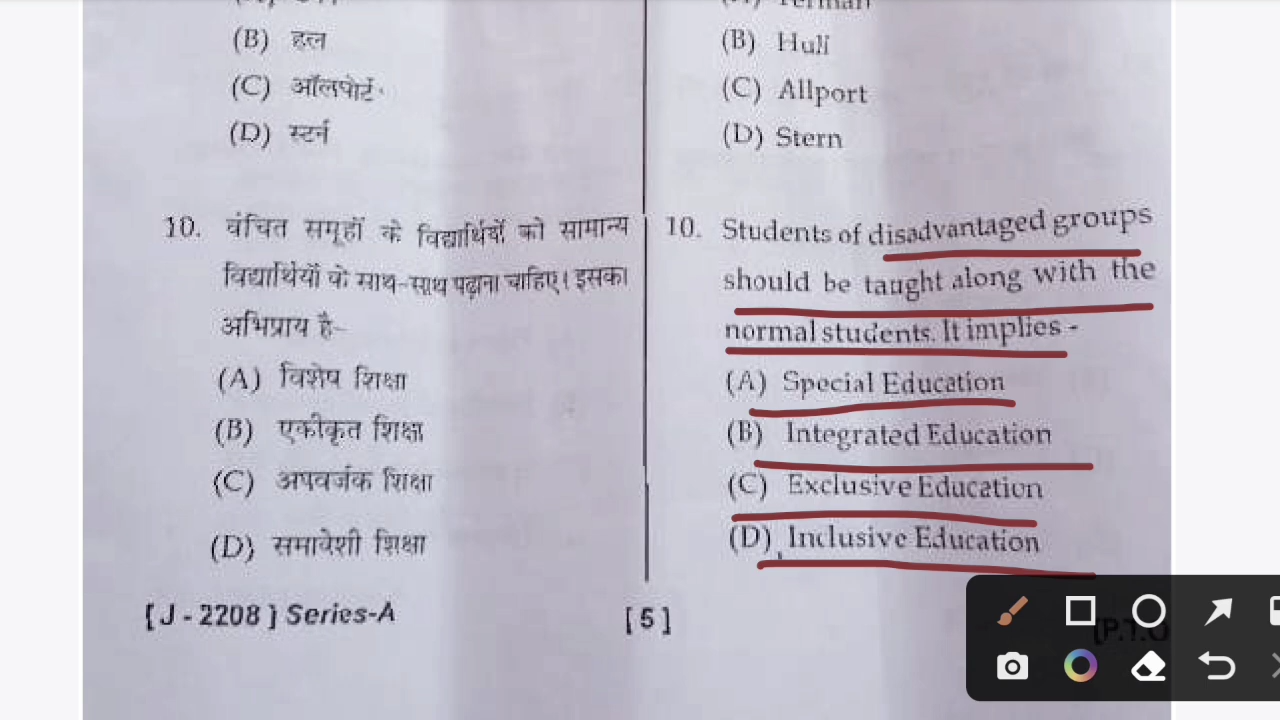 (B) हल
(C) ऑलपोर्ट
(D) स्टर्न
10. वंचित समूहों के विद्यार्थियों को सामान्य
विद्यार्थियों के साथ-साथ पढ़ाना चाहिए। इसका
अभिप्राय है-
(A) विशेष शिक्षा
(B) एकीकृत शिक्षा
(C) अपवर्जक शिक्षा
(D) समावेशी शिक्षा
Terman
(B) Hull
(C) Allport
(D) Stern
10. Students of disadvantaged groups
should be taught along with the
normal students. It implies -
(A) Special Education
(B) Integrated Education
(C) Exclusive Education
(D) Inclusive Education
[ J - 2208 ] Series-A
[ 5 ]
[P.T.O